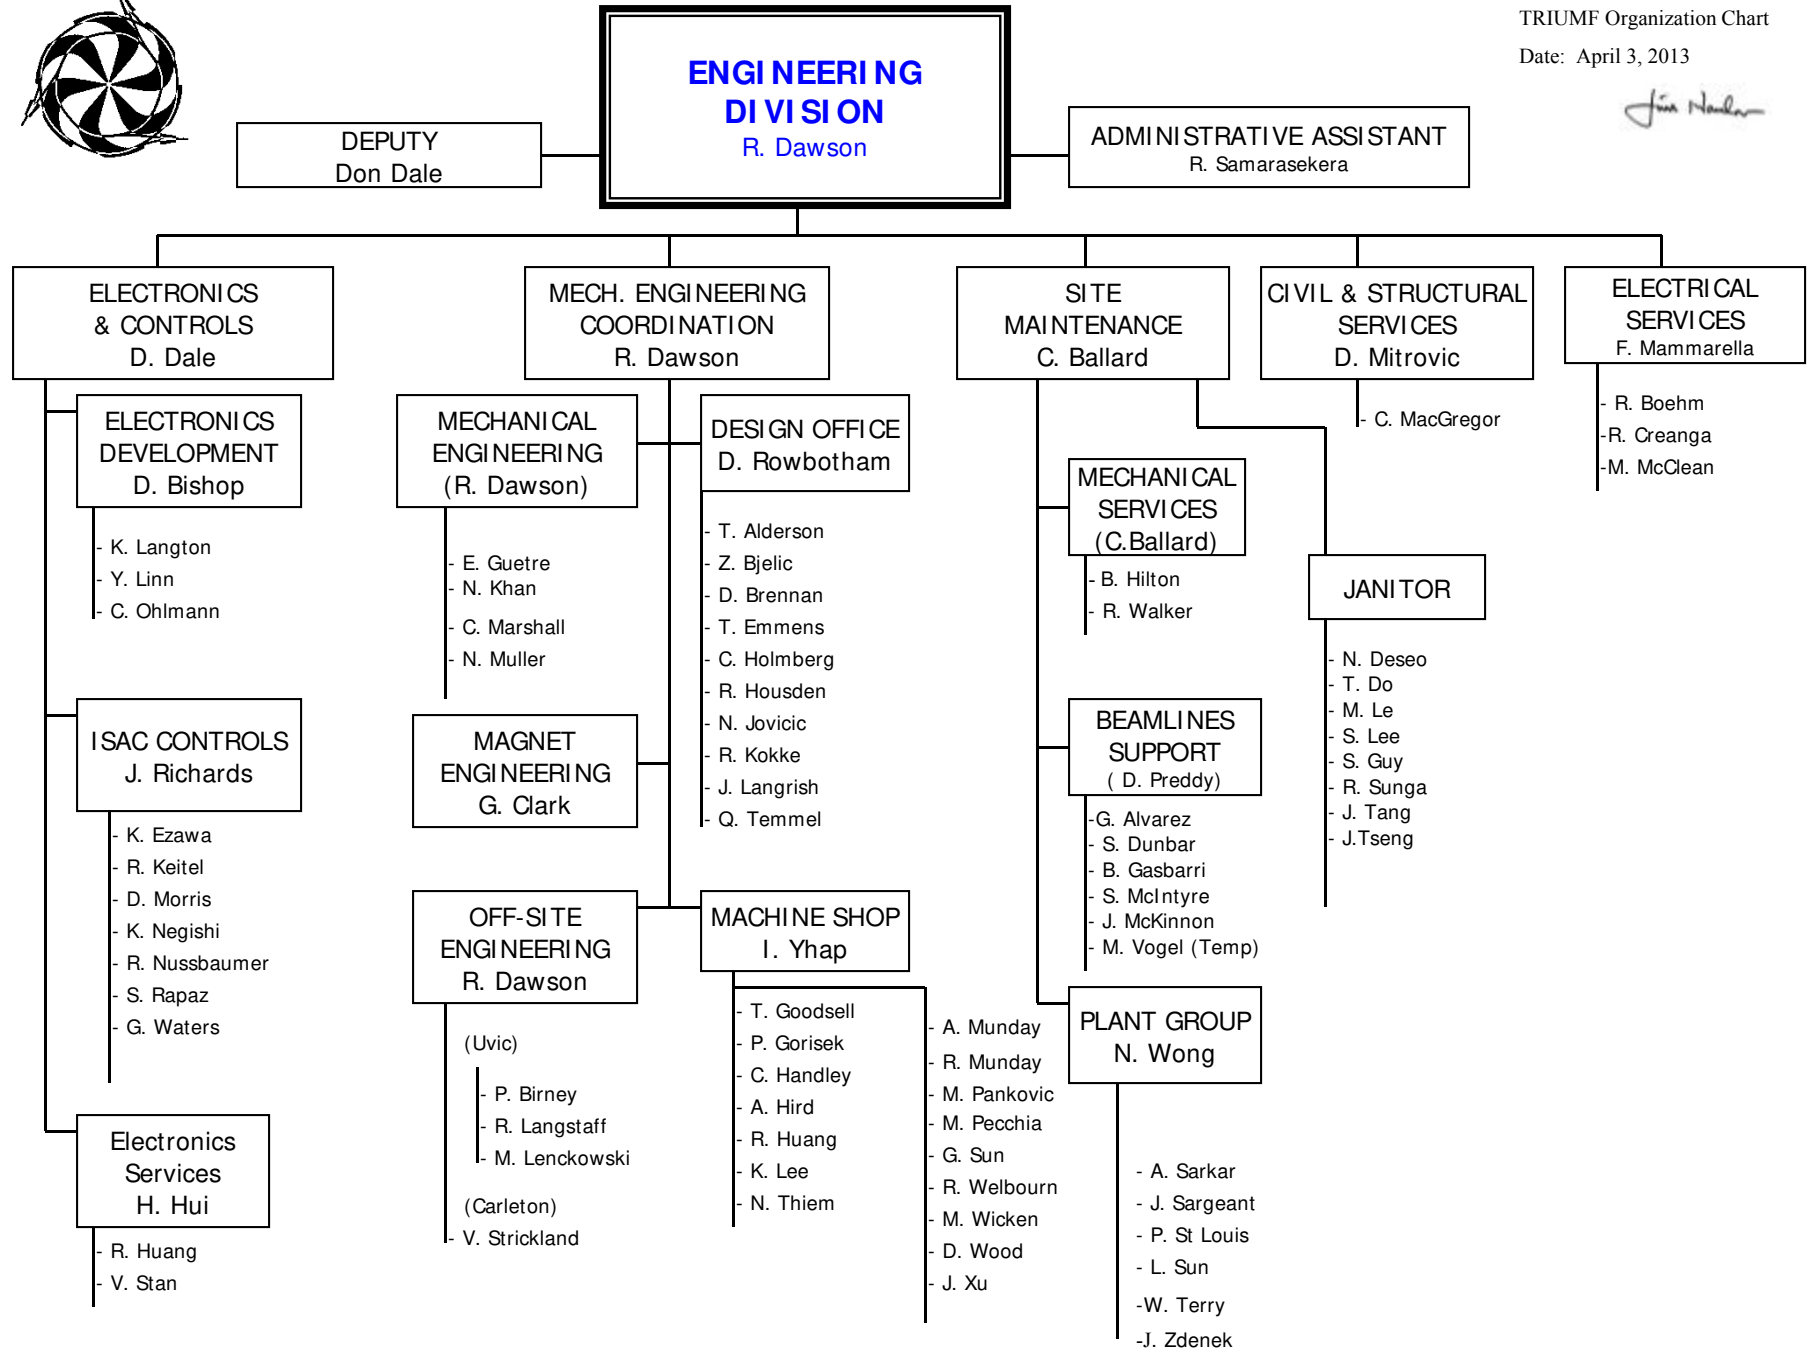 TRIUMF Organization Chart
Date: April 3, 2013
ENGINEERING
DIVISION
R. Dawson
DEPUTY
Don Dale
ADMINISTRATIVE ASSISTANT
R. Samarasekera
ELECTRONICS
& CONTROLS
D. Dale
ELECTRONICS
DEVELOPMENT
D. Bishop
- K. Langton
- Y. Linn
- C. Ohlmann
ISAC CONTROLS
J. Richards
- K. Ezawa
- R. Keitel
- D. Morris
- K. Negishi
- R. Nussbaumer
- S. Rapaz
- G. Waters
Electronics
Services
H. Hui
- R. Huang
- V. Stan
MECH. ENGINEERING
COORDINATION
R. Dawson
MECHANICAL
ENGINEERING
(R. Dawson)
- E. Guetre
- N. Khan
- C. Marshall
- N. Muller
DESIGN OFFICE
D. Rowbotham
- T. Alderson
- Z. Bjelic
- D. Brennan
- T. Emmens
- C. Holmberg
- R. Housden
- N. Jovicic
- R. Kokke
- J. Langrish
- Q. Temmel
MAGNET
ENGINEERING
G. Clark
OFF-SITE
ENGINEERING
R. Dawson
(Uvic)
- P. Birney
- R. Langstaff
- M. Lenckowski
(Carleton)
- V. Strickland
MACHINE SHOP
I. Yhap
- T. Goodsell
- P. Gorisek
- C. Handley
- A. Hird
- R. Huang
- K. Lee
- N. Thiem
- A. Munday
- R. Munday
- M. Pankovic
- M. Pecchia
- G. Sun
- R. Welbourn
- M. Wicken
- D. Wood
- J. Xu
SITE
MAINTENANCE
C. Ballard
MECHANICAL
SERVICES
(C.Ballard)
- B. Hilton
- R. Walker
BEAMLINES
SUPPORT
( D. Preddy)
-G. Alvarez
- S. Dunbar
- B. Gasbarri
- S. McIntyre
- J. McKinnon
- M. Vogel (Temp)
PLANT GROUP
N. Wong
- A. Sarkar
- J. Sargeant
- P. St Louis
- L. Sun
-W. Terry
-J. Zdenek
JANITOR
- N. Deseo
- T. Do
- M. Le
- S. Lee
- S. Guy
- R. Sunga
- J. Tang
- J.Tseng
CIVIL & STRUCTURAL
SERVICES
D. Mitrovic
- C. MacGregor
ELECTRICAL
SERVICES
F. Mammarella
- R. Boehm
-R. Creanga
-M. McClean